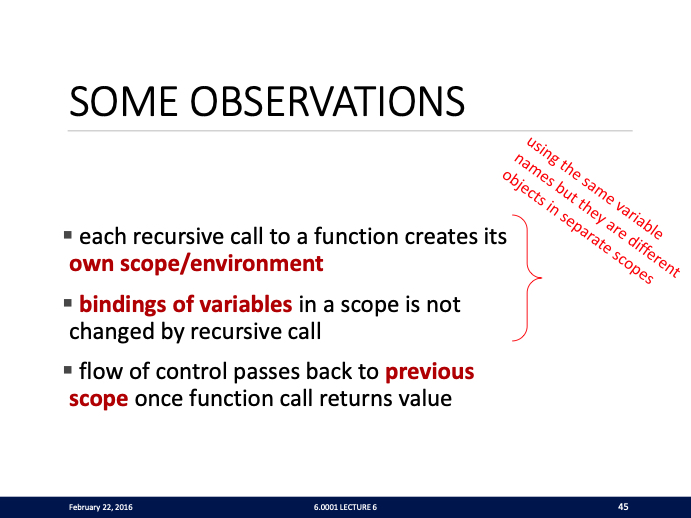 SOME OBSERVATIONS
using the same variable
names but they are different
objects in separate scopes
▪ each recursive call to a function creates its
own scope/environment
▪ bindings of variables in a scope is not
changed by recursive call
▪ flow of control passes back to previous
scope once function call returns value
February 22, 2016
6.0001 LECTURE 6
45